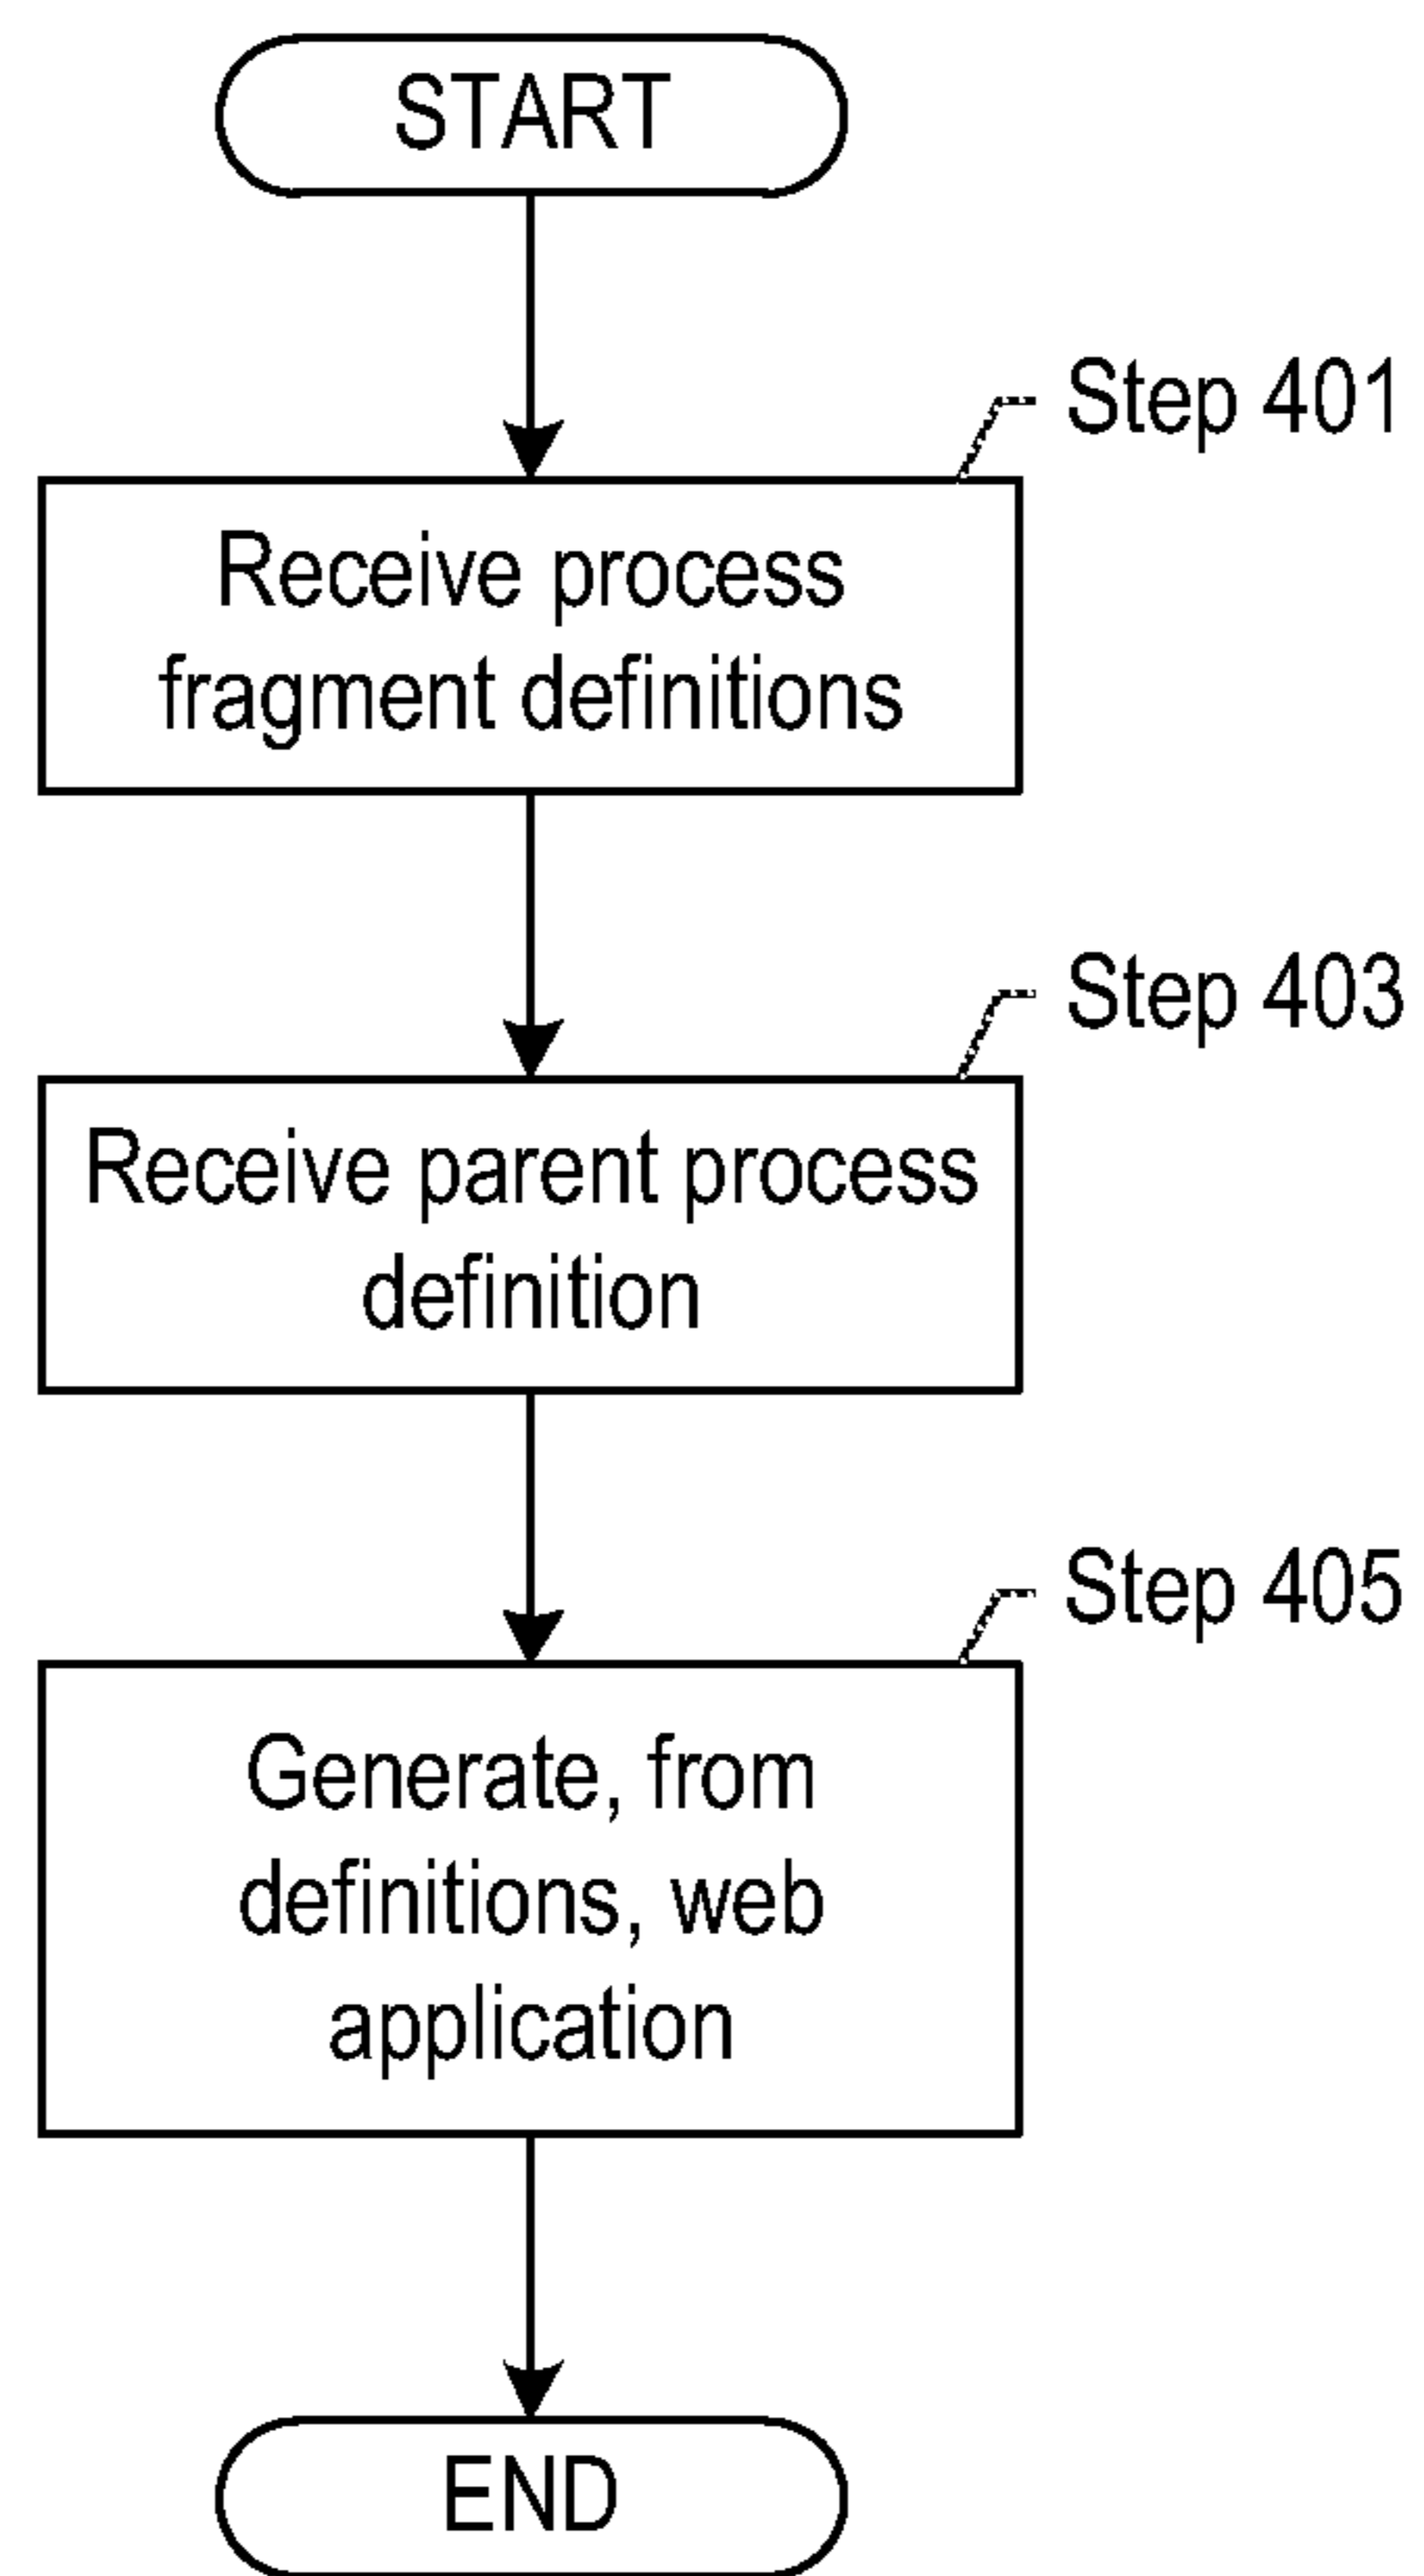 START
Step 401
Receive process
fragment definitions
Step 403
Receive parent process
definition
Step 405
Generate, from
definitions, web
application
END